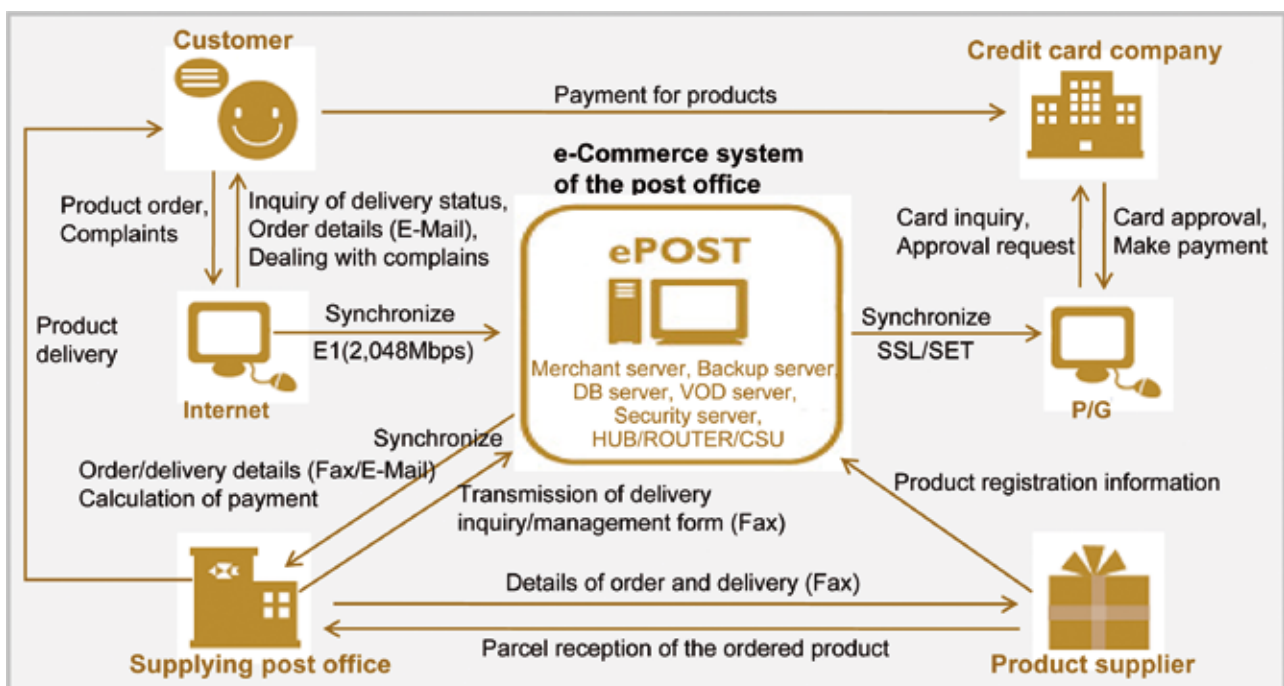 Customer
Credit card company
Payment for products
e-Commerce system
of the post office
Product order,
Complaints
Inquiry of delivery status,
Order details (E-Mail),
Dealing with complains
Card inquiry,
Approval request
Card approval,
Make payment
ePOST
Product
delivery
Synchronize
E1(2,048Mbps)
Synchronize
SSL/SET
Merchant server, Backup server,
DB server, VOD server,
Security server,
HUB/ROUTER/CSU
Internet
P/G
Synchronize
Order/delivery details (Fax/E-Mail)
Calculation of payment
Transmission of delivery
inquiry/management form (Fax)
Product registration information
Details of order and delivery (Fax)
Parcel reception of the ordered product
Supplying post office
Product supplier